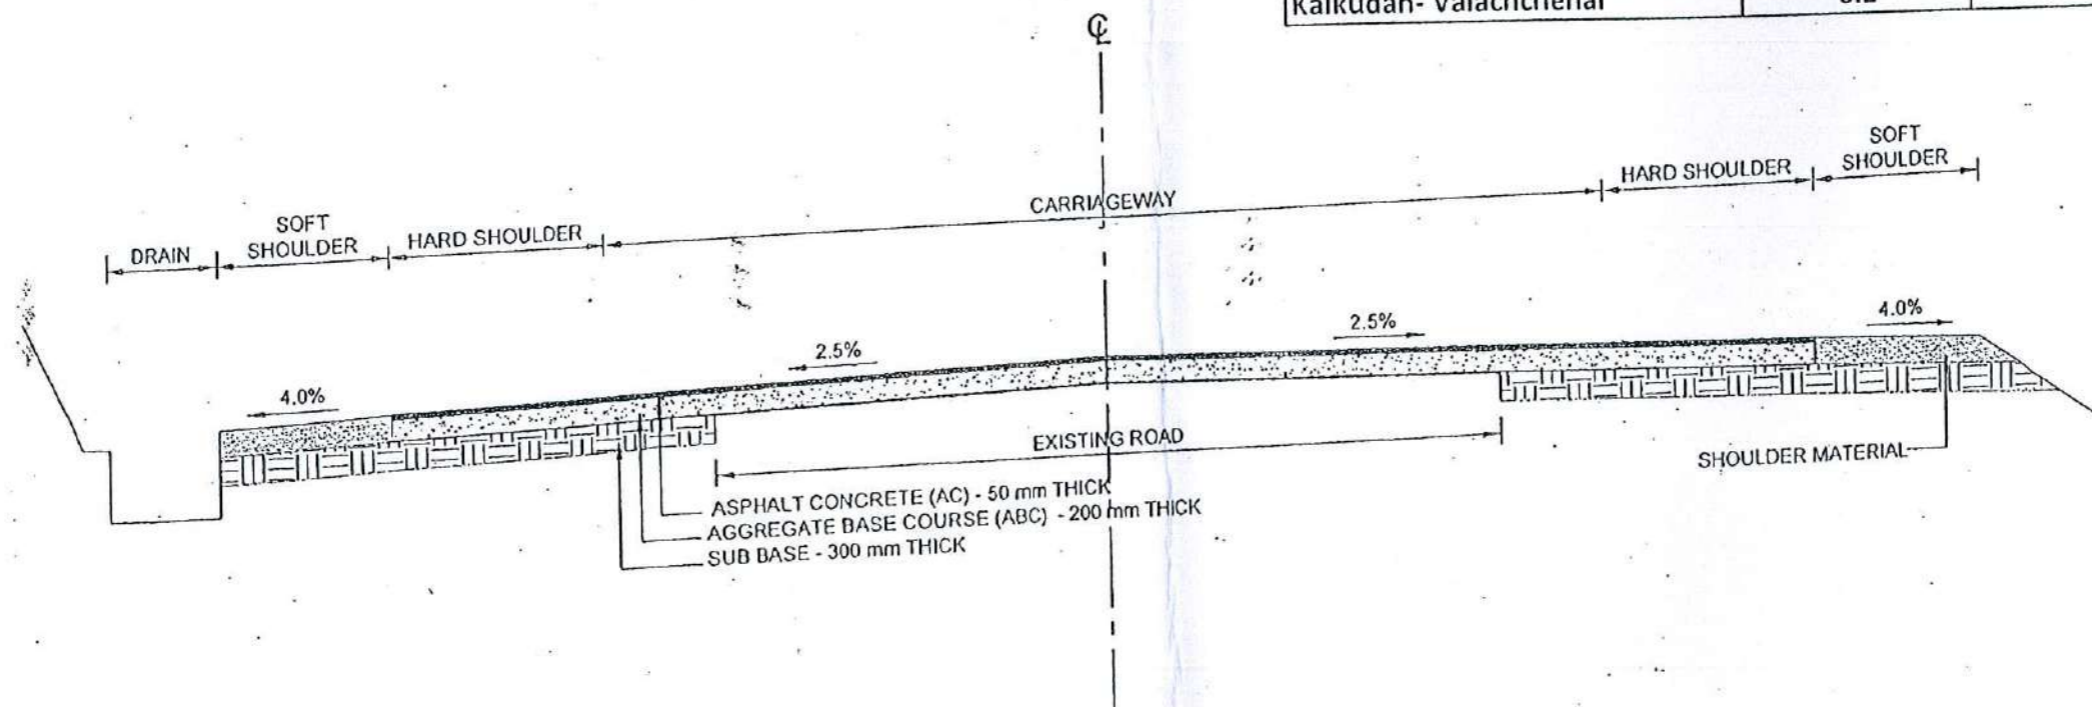 ℄
SOFT
SHOULDER
HARD SHOULDER
CARRIAGEWAY
SOFT
SHOULDER
HARD SHOULDER
DRAIN
2.5%
4.0%
2.5%
4.0%
EXISTING ROAD
SHOULDER MATERIAL
ASPHALT CONCRETE (AC) - 50 mm THICK
AGGREGATE BASE COURSE (ABC) - 200 mm THICK
SUB BASE - 300 mm THICK